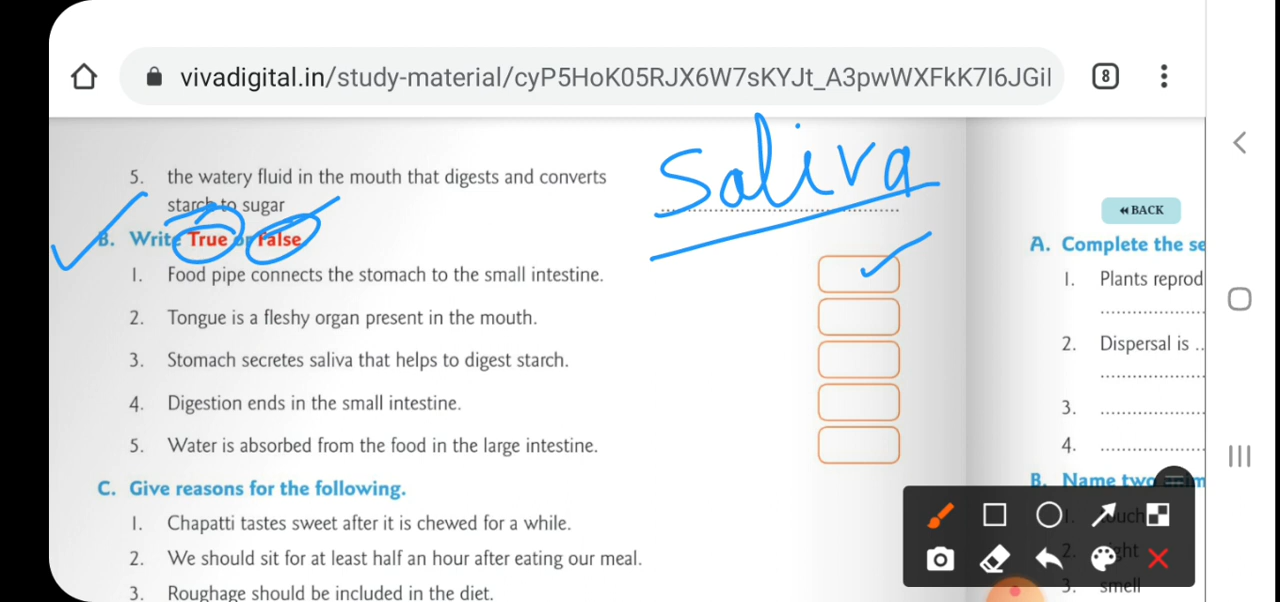 vivadigital.in/study-material/cyP5HoK05RJX6W7sKYJt_A3pwWXFkK7I6JGil
8
saliva
5. the watery fluid in the mouth that digests and converts
starch to sugar
B. Write True or False
1. Food pipe connects the stomach to the small intestine.
2. Tongue is a fleshy organ present in the mouth.
3. Stomach secretes saliva that helps to digest starch.
4. Digestion ends in the small intestine.
5. Water is absorbed from the food in the large intestine.
C. Give reasons for the following.
1. Chapatti tastes sweet after it is chewed for a while.
2. We should sit for at least half an hour after eating our meal.
3. Roughage should be included in the diet.
BACK
A. Complete the se
1. Plants reprod
2. Dispersal is ..
3.
4.
B. Name two
1. touch
2.
3. smell